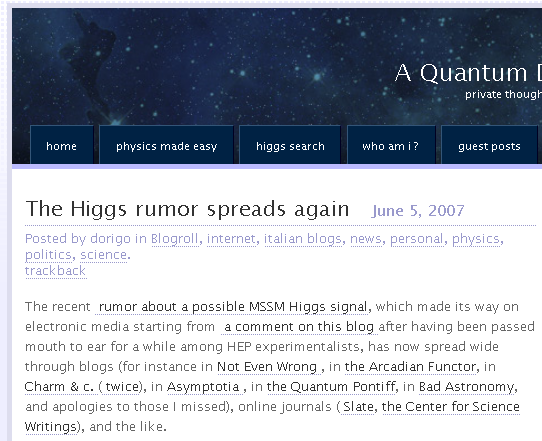 A Quantum D
private though
home physics made easy higgs search who am i ? guest posts
The Higgs rumor spreads again June 5, 2007
Posted by dorigo in Blogroll, internet, italian blogs, news, personal, physics,
politics, science.
trackback
The recent rumor about a possible MSSM Higgs signal, which made its way on
electronic media starting from a comment on this blog after having been passed
mouth to ear for a while among HEP experimentalists, has now spread wide
through blogs (for instance in Not Even Wrong , in the Arcadian Functor, in
Charm & c. ( twice), in Asymptotia , in the Quantum Pontiff, in Bad Astronomy,
and apologies to those I missed), online journals ( Slate, the Center for Science
Writings), and the like.